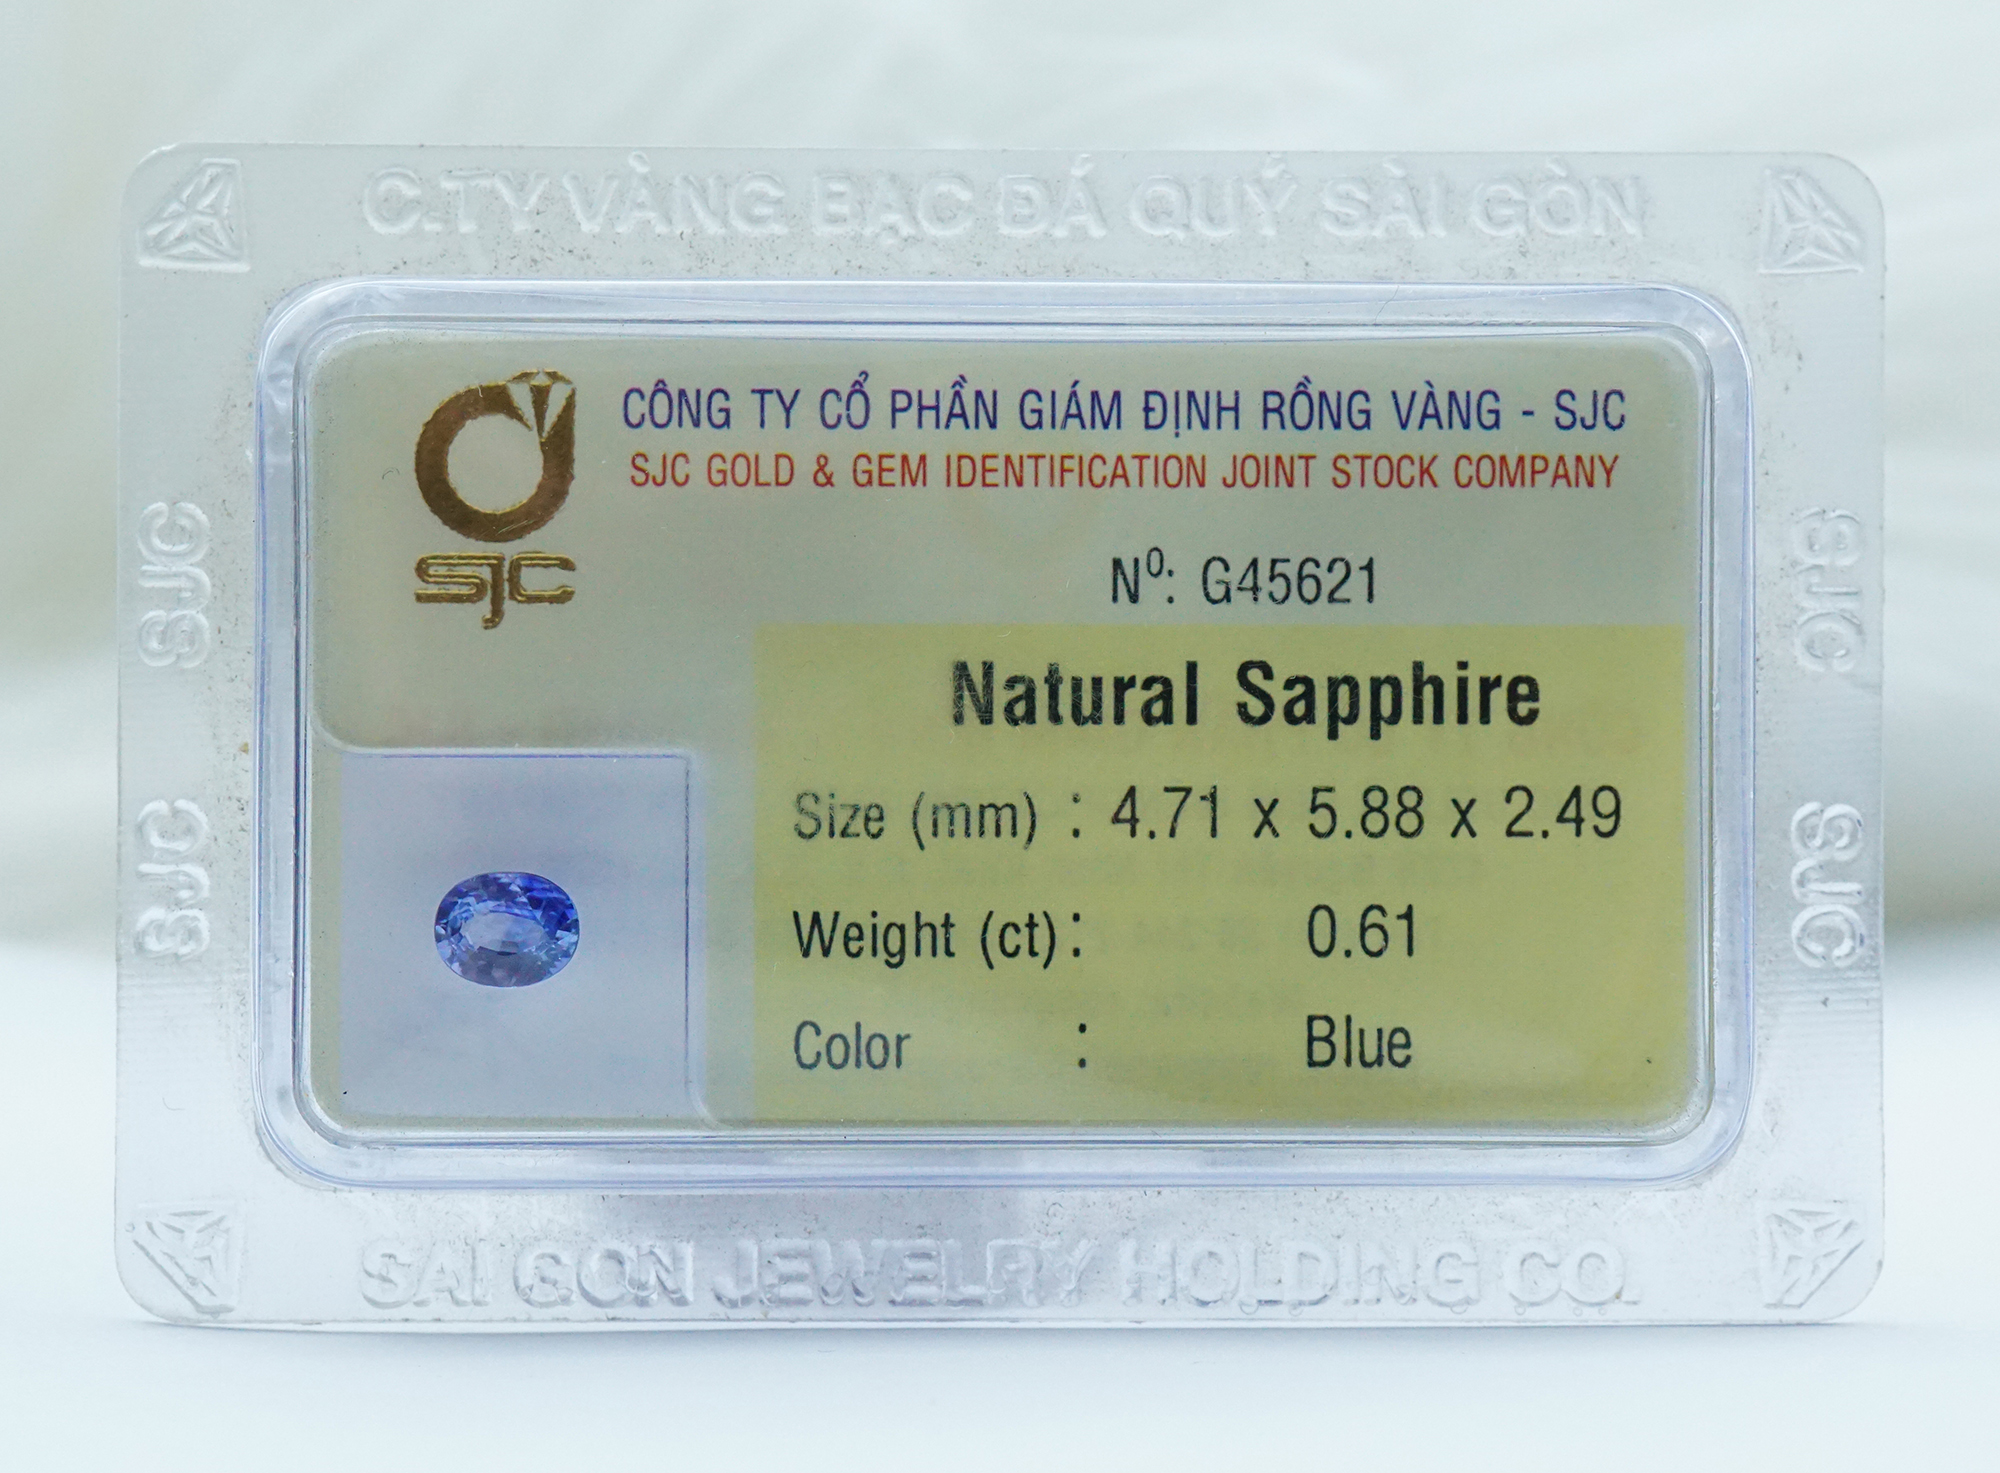 C.TY VÀNG BẠC ĐÁ QUÝ SÀI GÒN
CÔNG TY CỔ PHẦN GIÁM ĐỊNH RỒNG VÀNG - SJC
SJC GOLD & GEM IDENTIFICATION JOINT STOCK COMPANY
SJC
Nº: G45621
Natural Sapphire
Size (mm) : 4.71 x 5.88 x 2.49
Weight (ct) : 0.61
Color : Blue
SJC
SJC
SJC
SJC
SAI GON JEWELRY HOLDING CO.